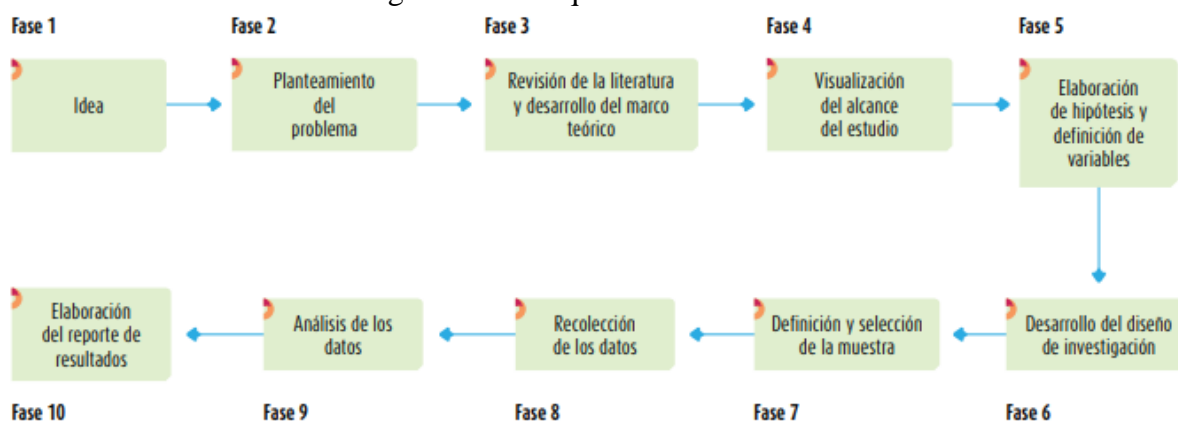 Fase 1
Idea
Fase 2
Planteamiento
del
problema
Fase 3
Revisión de la literatura
y desarrollo del marco
teórico
Fase 4
Visualización
del alcance
del estudio
Fase 5
Elaboración
de hipótesis y
definición de
variables
Desarrollo del diseño
de investigación
Fase 6
Definición y selección
de la muestra
Fase 7
Recolección
de los datos
Fase 8
Análisis de los
datos
Fase 9
Elaboración
del reporte de
resultados
Fase 10